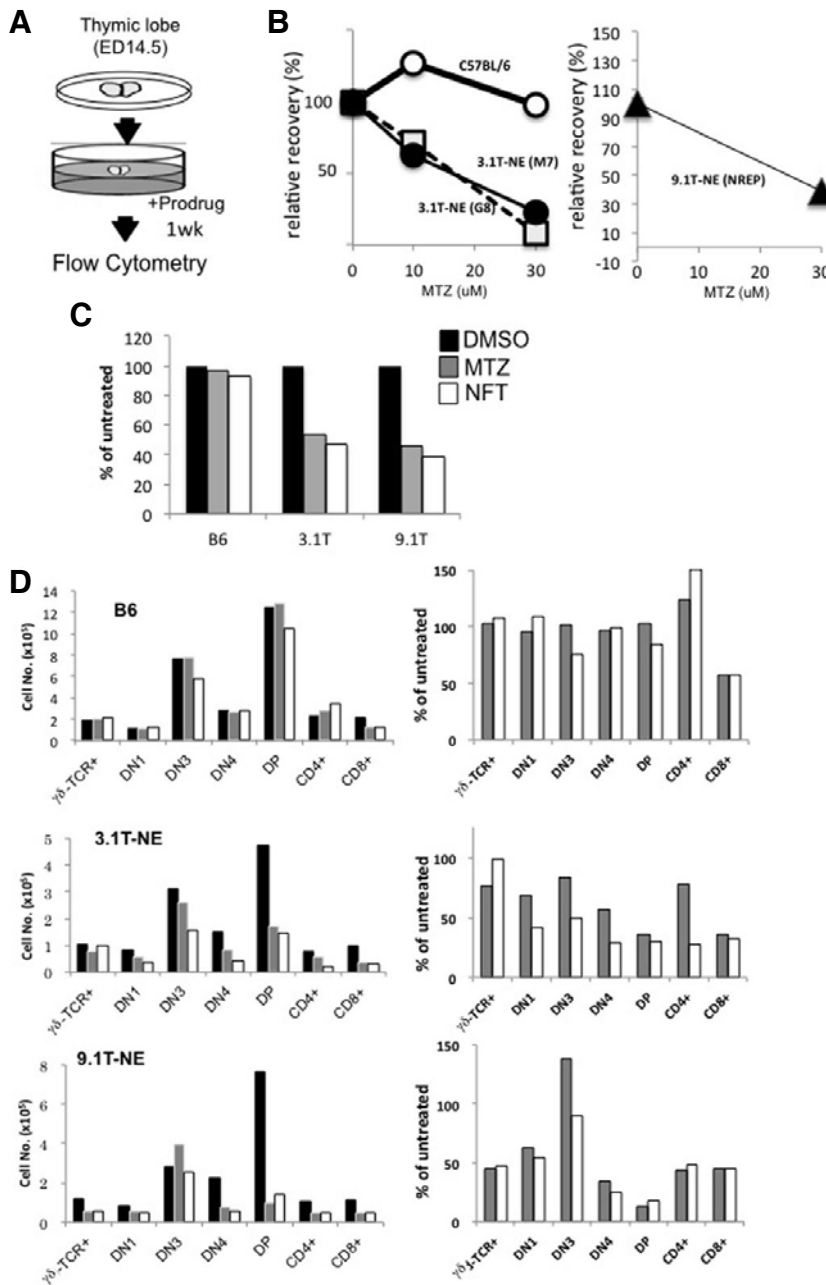 A
Thymic lobe
(ED14.5)
+Prodrug
1wk
Flow Cytometry
B
relative recovery (%)
100
50
C57BL/6
3.1T-NE (M7)
3.1T-NE (G8)
0 10 20 30
MTZ (uM)
relative recovery (%)
150
130
110
90
70
50
30
10
-10
9.1T-NE (NREP)
0 10 20 30
MTZ (uM)
C
% of untreated
120
100
80
60
40
20
0
B6 3.1T 9.1T
DMSO
MTZ
NFT
D
B6
Cell No. (x10⁵)
14
12
10
8
6
4
2
0
γδ-TCR+ DN1 DN3 DN4 DP CD4+ CD8+
% of untreated
150
100
50
0
γδ-TCR+ DN1 DN3 DN4 DP CD4+ CD8+
3.1T-NE
Cell No. (x10⁵)
5
4
3
2
1
0
γδ-TCR+ DN1 DN3 DN4 DP CD4+ CD8+
% of untreated
100
50
0
γδ-TCR+ DN1 DN3 DN4 DP CD4+ CD8+
9.1T-NE
Cell No. (x10⁵)
8
6
4
2
0
γδ-TCR+ DN1 DN3 DN4 DP CD4+ CD8+
% of untreated
150
100
50
0
DN1 DN3 DN4 DP CD4+ CD8+